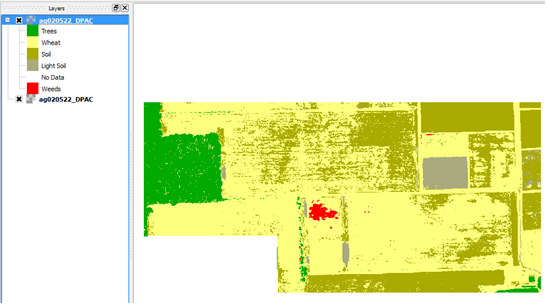 Layers
ag020522_DPAC
Trees
Wheat
Soil
Light Soil
No Data
Weeds
ag020522_DPAC